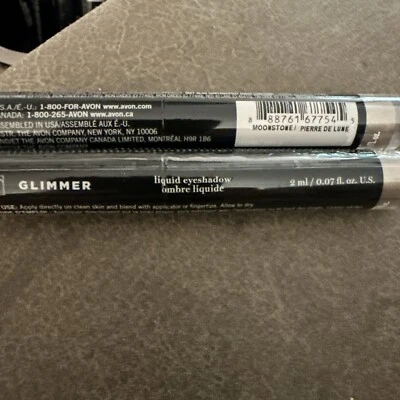 S.A./É.-U.: 1-800-FOR-AVON www.avon.com
CANADA: 1-800-265-AVON www.avon.ca
ASSEMBLED IN USA/ASSEMBLÉ AUX É.-U.
DISTR. THE AVON COMPANY, NEW YORK, NY 10006
THE AVON COMPANY CANADA LIMITED, MONTRÉAL H9R 1B6
8 88761 67754 3
MOONSTONE / PIERRE DE LUNE
GLIMMER
liquid eyeshadow
ombre liquide
2 ml / 0.07 fl. oz. U.S.
USE: Apply directly on clean skin and blend with applicator or fingertips. Allow to dry.